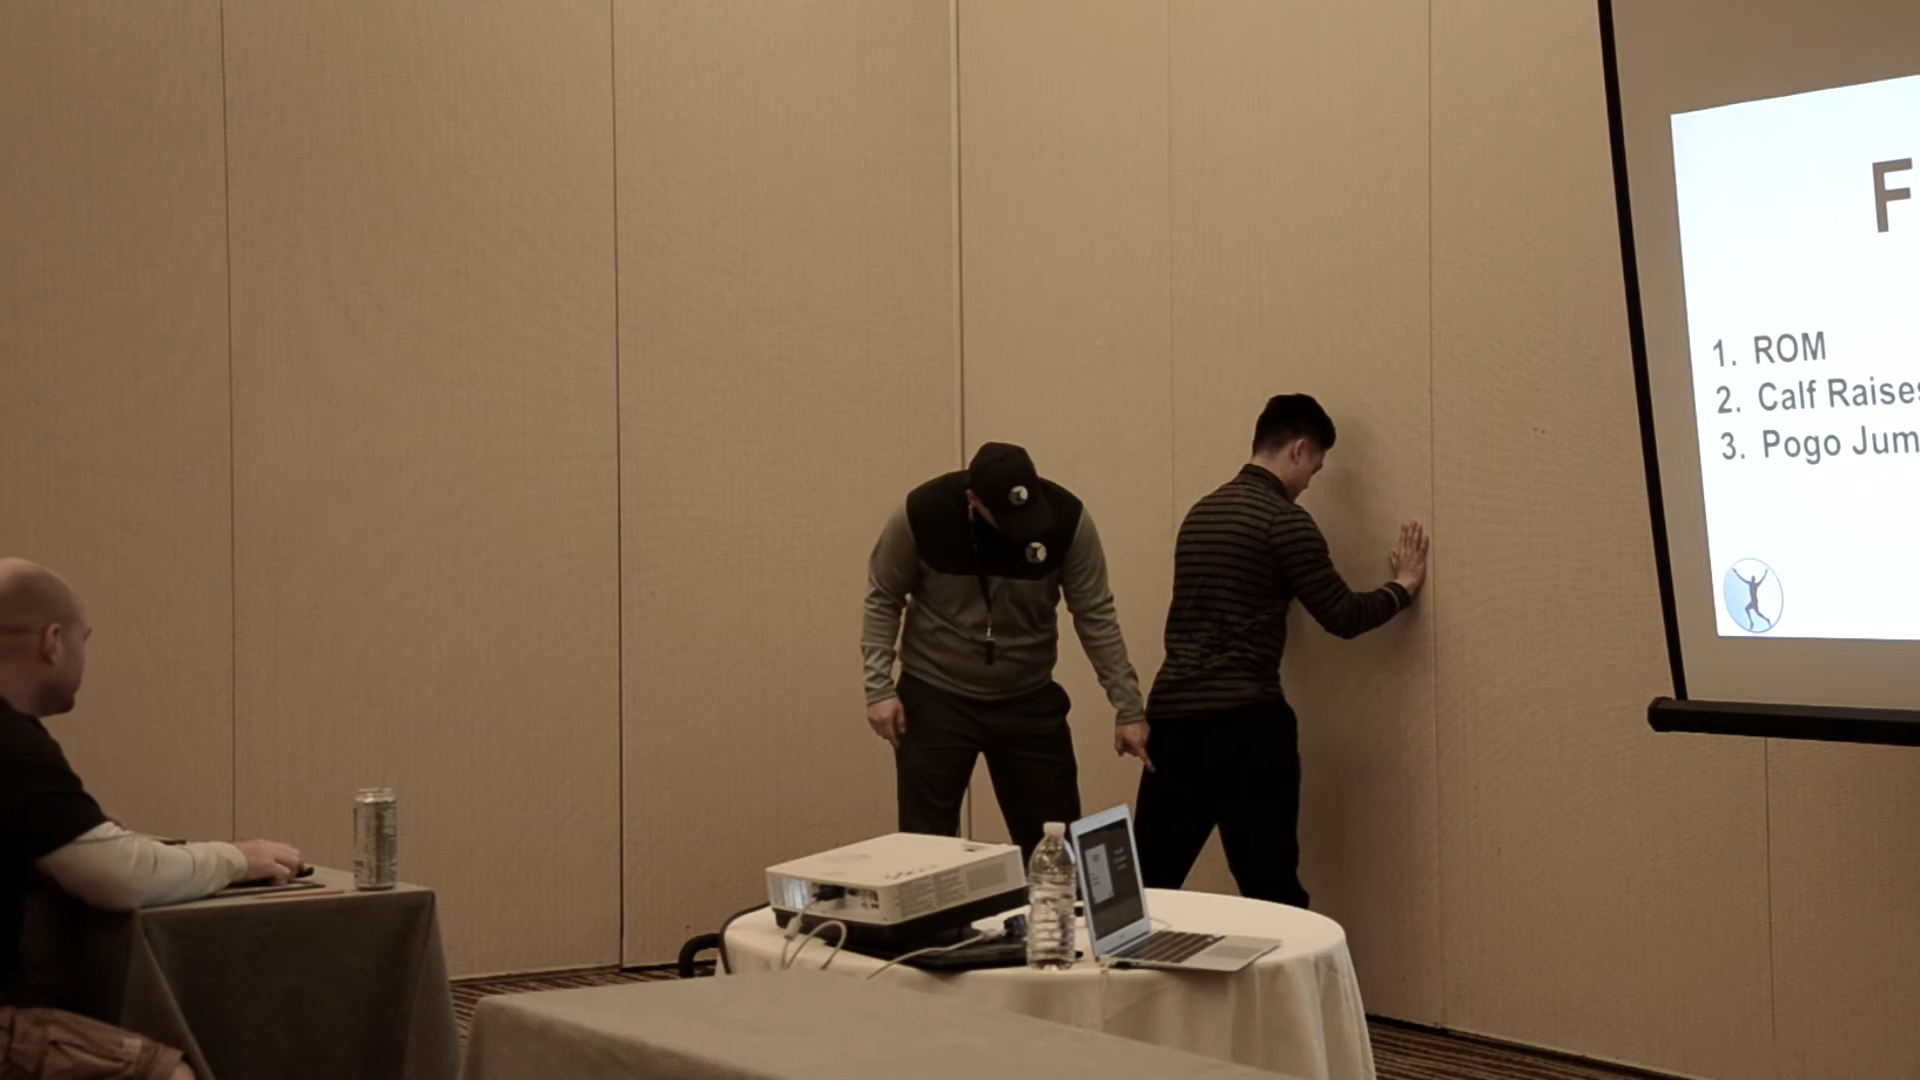 F
1. ROM
2. Calf Raises
3. Pogo Jum